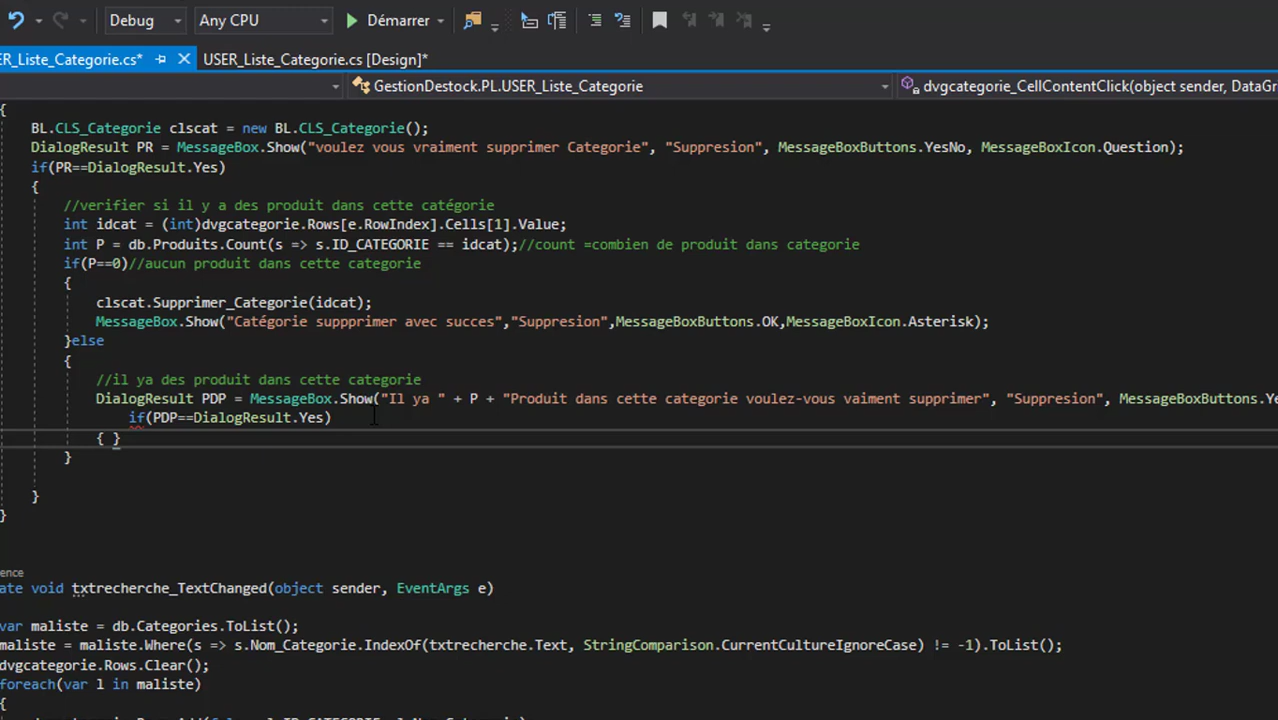 Debug Any CPU Démarrer
ER_Liste_Categorie.cs* USER_Liste_Categorie.cs [Design]*
GestionDestock.PL.USER_Liste_Categorie dvgcategorie_CellContentClick(object sender, DataGr
{
BL.CLS_Categorie clscat = new BL.CLS_Categorie();
DialogResult PR = MessageBox.Show("voulez vous vraiment supprimer Categorie", "Suppresion", MessageBoxButtons.YesNo, MessageBoxIcon.Question);
if(PR==DialogResult.Yes)
{
//verifier si il y a des produit dans cette catégorie
int idcat = (int)dvgcategorie.Rows[e.RowIndex].Cells[1].Value;
int P = db.Produits.Count(s => s.ID_CATEGORIE == idcat);//count =combien de produit dans categorie
if(P==0)//aucun produit dans cette categorie
{
clscat.Supprimer_Categorie(idcat);
MessageBox.Show("Catégorie suppprimer avec succes","Suppresion",MessageBoxButtons.OK,MessageBoxIcon.Asterisk);
}else
{
//il ya des produit dans cette categorie
DialogResult PDP = MessageBox.Show("Il ya " + P + "Produit dans cette categorie voulez-vous vaiment supprimer", "Suppresion", MessageBoxButtons.Ye
if(PDP==DialogResult.Yes)
{ }
}
}
}
ence
ate void txtrecherche_TextChanged(object sender, EventArgs e)
var maliste = db.Categories.ToList();
maliste = maliste.Where(s => s.Nom_Categorie.IndexOf(txtrecherche.Text, StringComparison.CurrentCultureIgnoreCase) != -1).ToList();
dvgcategorie.Rows.Clear();
foreach(var l in maliste)
{